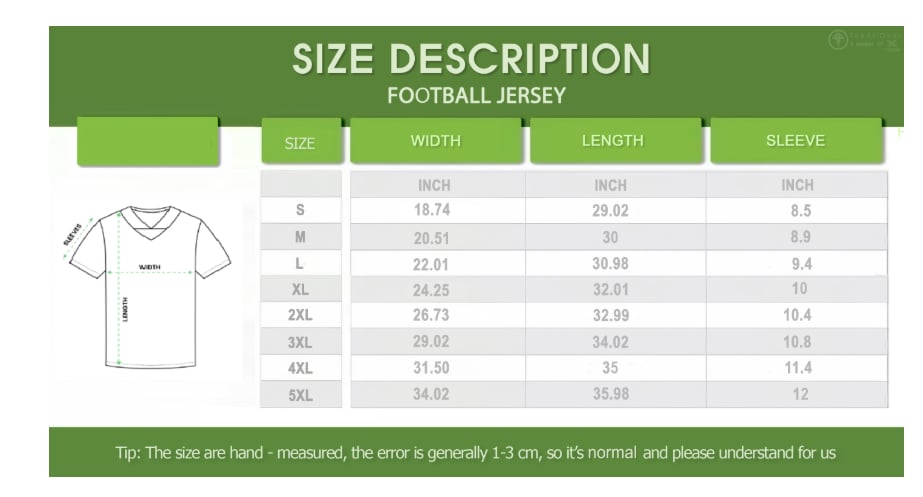 SIZE DESCRIPTION
FOOTBALL JERSEY
SIZE WIDTH LENGTH SLEEVE
INCH INCH INCH
S 18.74 29.02 8.5
M 20.51 30 8.9
L 22.01 30.98 9.4
XL 24.25 32.01 10
2XL 26.73 32.99 10.4
3XL 29.02 34.02 10.8
4XL 31.50 35 11.4
5XL 34.02 35.98 12
SLEEVES
WIDTH
LENGTH
Tip: The size are hand - measured, the error is generally 1-3 cm, so it's normal and please understand for us